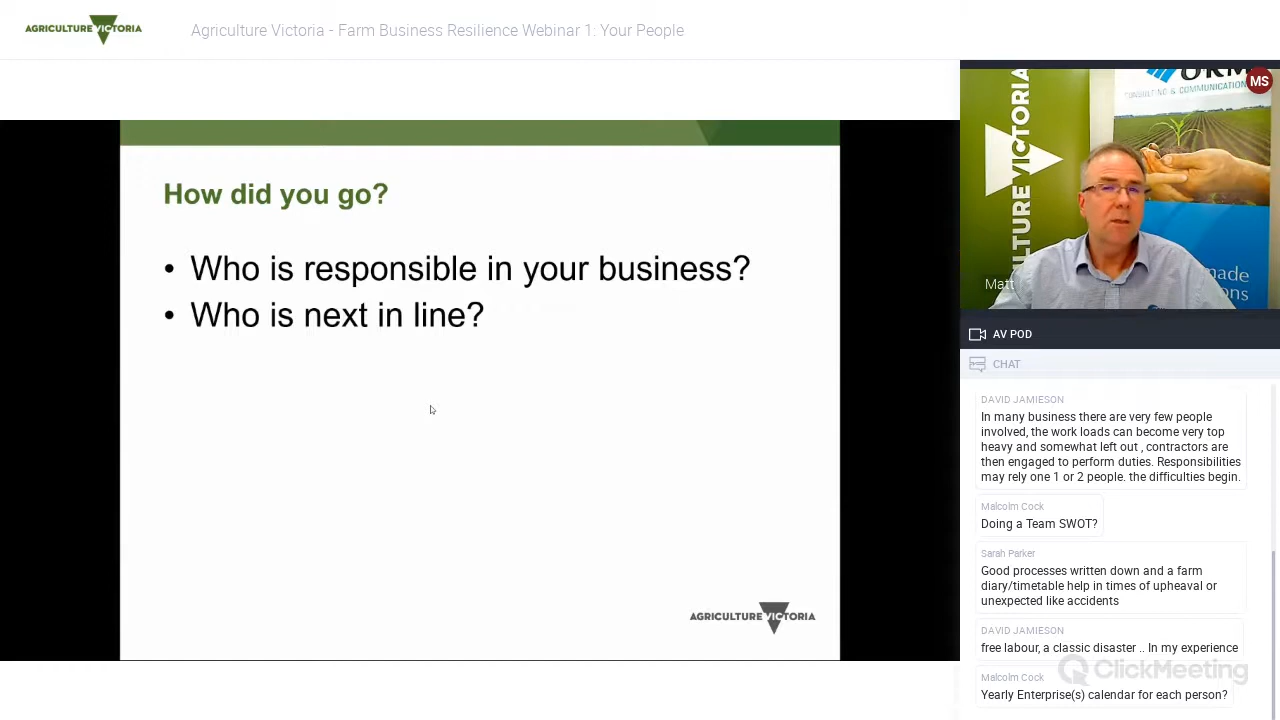 AGRICULTURE VICTORIA
Agriculture Victoria - Farm Business Resilience Webinar 1: Your People
How did you go?
• Who is responsible in your business?
• Who is next in line?
AGRICULTURE VICTORIA
CONSULTING & COMMUNICATION
MS
VICTORIA
Matt
AV POD
CHAT
DAVID JAMIESON
In many business there are very few people
involved, the work loads can become very top
heavy and somewhat left out , contractors are
then engaged to perform duties. Responsibilities
may rely one 1 or 2 people. the difficulties begin.
Malcolm Cock
Doing a Team SWOT?
Sarah Parker
Good processes written down and a farm
diary/timetable help in times of upheaval or
unexpected like accidents
DAVID JAMIESON
free labour, a classic disaster .. In my experience
ClickMeeting
Malcolm Cock
Yearly Enterprise(s) calendar for each person?